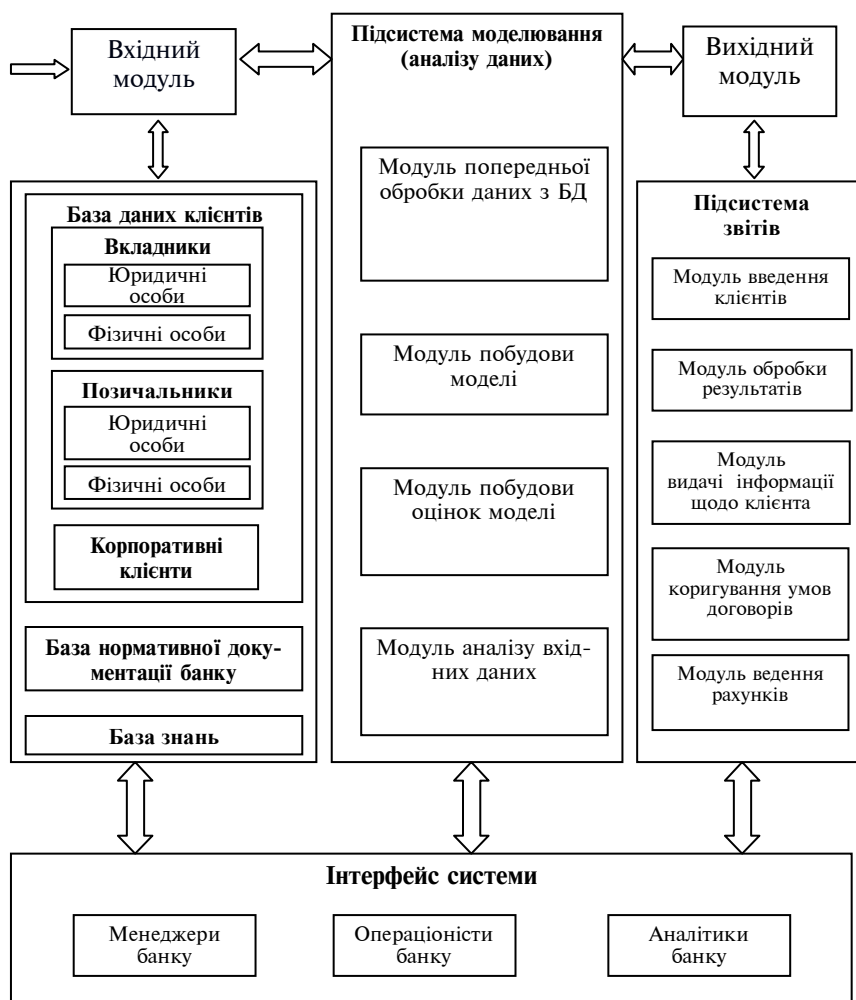 Вхідний
модуль
Підсистема моделювання
(аналізу даних)
Вихідний
модуль
База даних клієнтів
Вкладники
Юридичні
особи
Фізичні особи
Позичальники
Юридичні
особи
Фізичні особи
Корпоративні
клієнти
База нормативної доку-
ментації банку
База знань
Модуль попередньої
обробки даних з БД
Модуль побудови
моделі
Модуль побудови
оцінок моделі
Модуль аналізу вхід-
них даних
Підсистема
звітів
Модуль введення
клієнтів
Модуль обробки
результатів
Модуль
видачі інформації
щодо клієнта
Модуль
коригування умов
договорів
Модуль ведення
рахунків
Інтерфейс системи
Менеджери
банку
Операціоністи
банку
Аналітики
банку